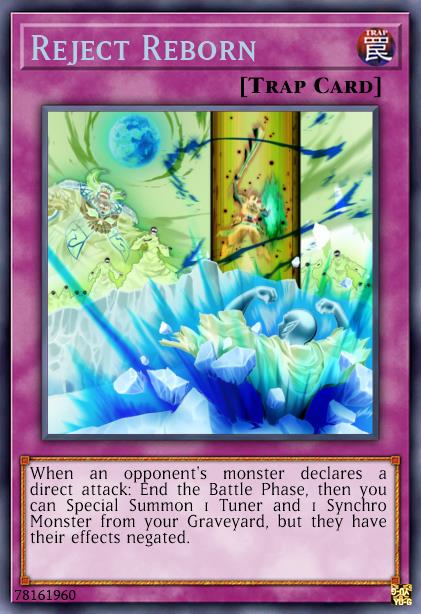 Reject Reborn
TRAP
罠
[Trap Card]
When an opponent's monster declares a
direct attack: End the Battle Phase, then you
can Special Summon 1 Tuner and 1 Synchro
Monster from your Graveyard, but they have
their effects negated.
78161960